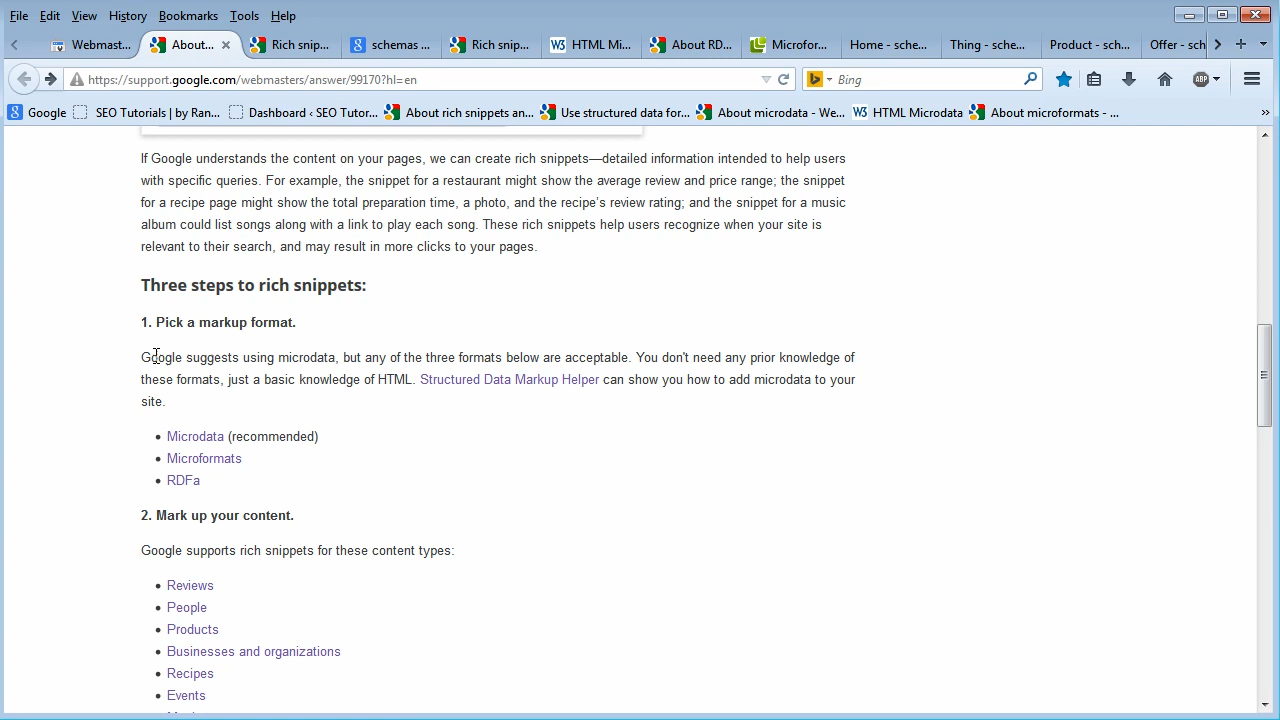 File Edit View History Bookmarks Tools Help
Webmast... About... Rich snip... schemas ... Rich snip... HTML Mi... About RD... Microfor... Home - sche... Thing - sche... Product - sche... Offer - sch
https://support.google.com/webmasters/answer/99170?hl=en Bing ABP
Google SEO Tutorials | by Ran... Dashboard ‹ SEO Tutor... About rich snippets an... Use structured data for... About microdata - We... W3 HTML Microdata About microformats - ... »
If Google understands the content on your pages, we can create rich snippets—detailed information intended to help users
with specific queries. For example, the snippet for a restaurant might show the average review and price range; the snippet
for a recipe page might show the total preparation time, a photo, and the recipe's review rating; and the snippet for a music
album could list songs along with a link to play each song. These rich snippets help users recognize when your site is
relevant to their search, and may result in more clicks to your pages.
Three steps to rich snippets:
1. Pick a markup format.
Google suggests using microdata, but any of the three formats below are acceptable. You don't need any prior knowledge of
these formats, just a basic knowledge of HTML. Structured Data Markup Helper can show you how to add microdata to your
site.
• Microdata (recommended)
• Microformats
• RDFa
2. Mark up your content.
Google supports rich snippets for these content types:
• Reviews
• People
• Products
• Businesses and organizations
• Recipes
• Events